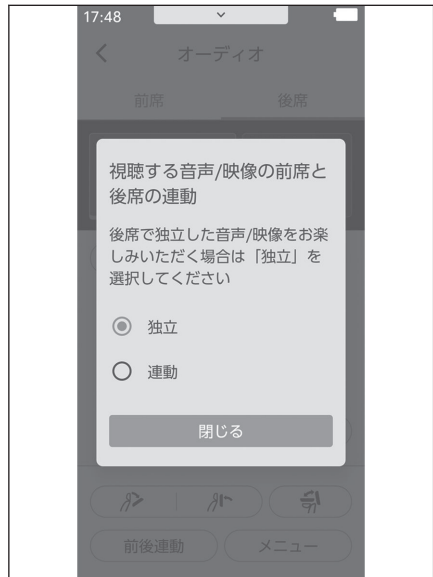 17:48
オーディオ
前席
後席
視聴する音声/映像の前席と
後席の連動
後席で独立した音声/映像をお楽
しみいただく場合は「独立」を
選択してください
独立
連動
閉じる
前後連動
メニュー